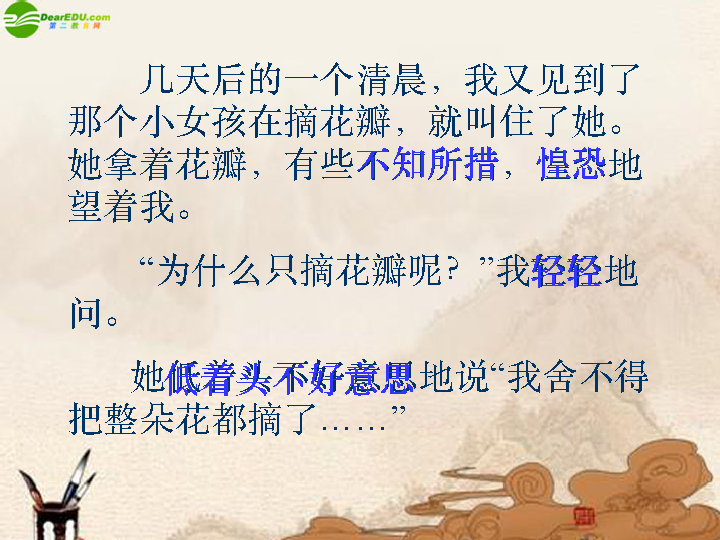 DearEDU.com
第二教育网
几天后的一个清晨，我又见到了
那个小女孩在摘花瓣，就叫住了她。
她拿着花瓣，有些不知所措，惶恐地
望着我。
“为什么只摘花瓣呢？”我轻轻地
问。
她低着头不好意思地说“我舍不得
把整朵花都摘了……”